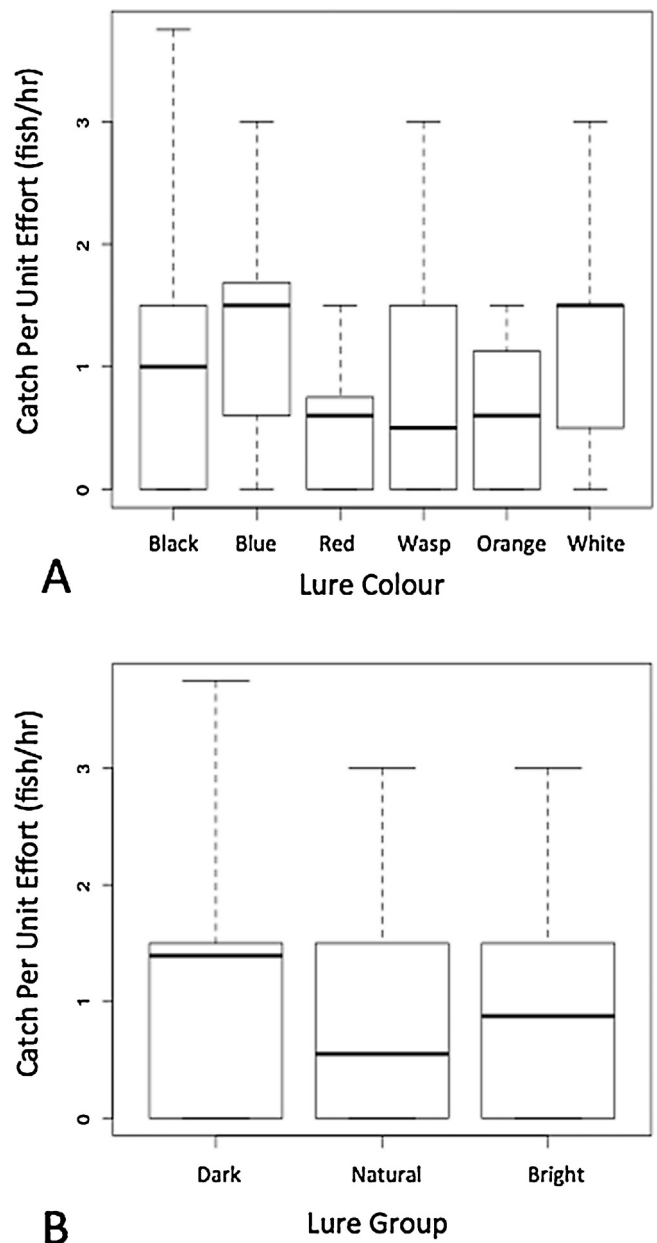 Catch Per Unit Effort (fish/hr)
3
2
1
0
Black Blue Red Wasp Orange White
A Lure Colour
Catch Per Unit Effort (fish/hr)
3
2
1
0
Dark Natural Bright
B Lure Group